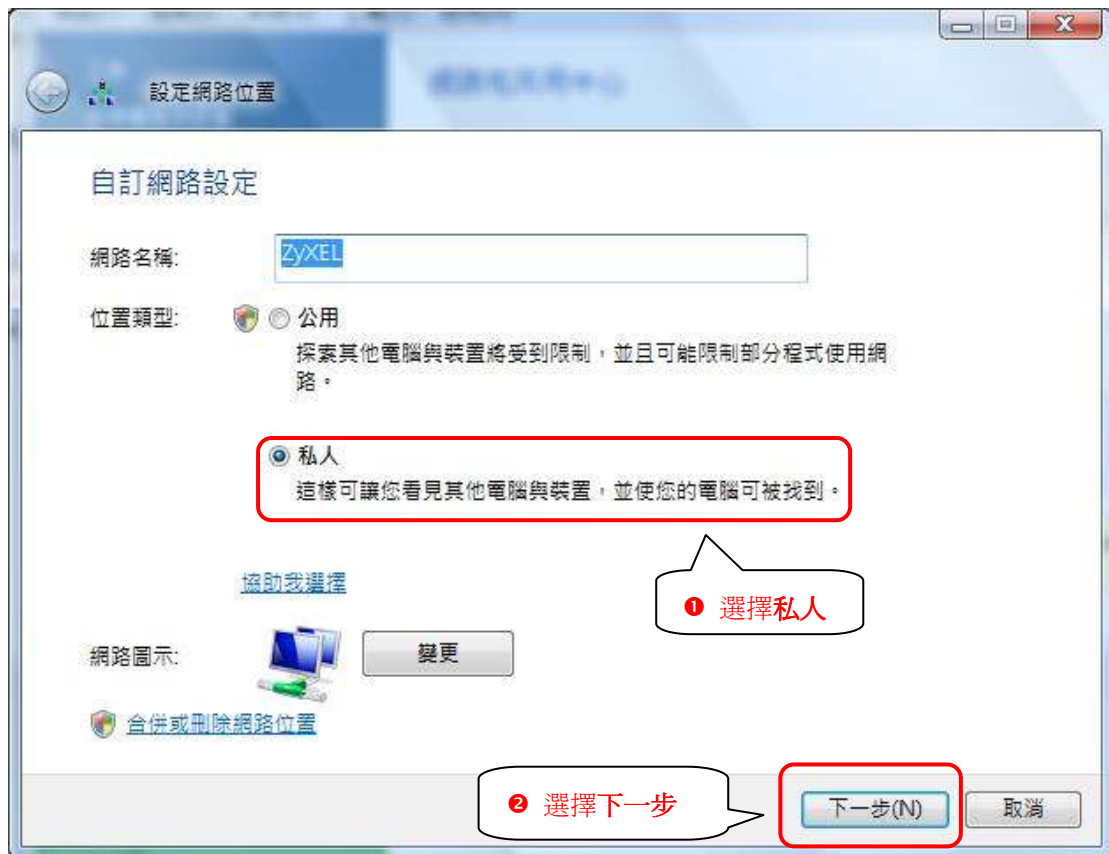 設定網路位置
自訂網路設定
網路名稱:
ZyXEL
位置類型:
公用
探索其他電腦與裝置將受到限制，並且可能限制部分程式使用網
路。
私人
這樣可讓您看見其他電腦與裝置，並使您的電腦可被找到。
❶ 選擇私人
協助我選擇
網路圖示:
變更
合併或刪除網路位置
❷ 選擇下一步
下一步(N)
取消